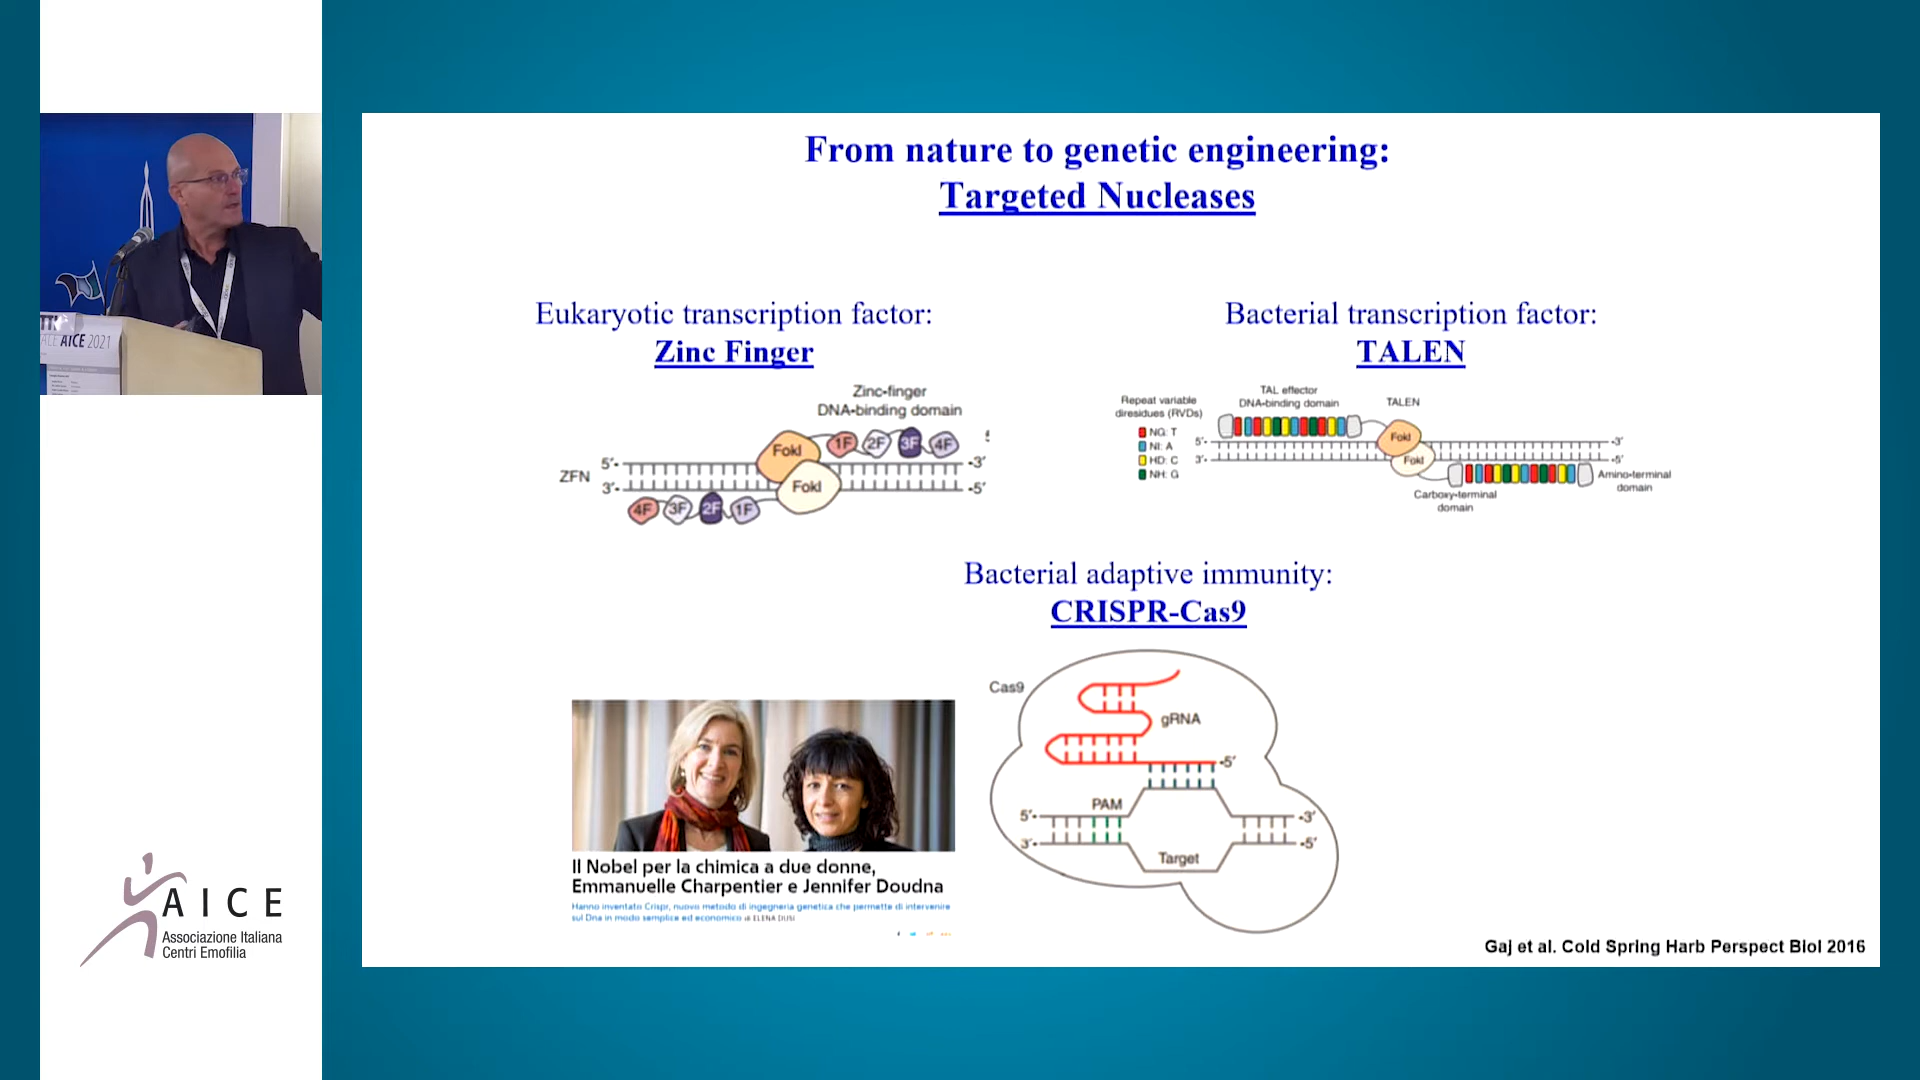 From nature to genetic engineering:
Targeted Nucleases
Eukaryotic transcription factor:
Zinc Finger
Zinc-finger
DNA-binding domain
FokI
1F
2F
3F
4F
5′-
-3′
ZFN
3′-
-5′
FokI
4F
3F
2F
1F
Bacterial transcription factor:
TALEN
Repeat variable
diresidues (RVDs)
NG: T
NI: A
HD: C
NH: G
TAL effector
DNA-binding domain
TALEN
5′-
-3′
3′-
-5′
FokI
FokI
Carboxy-terminal
domain
Amino-terminal
domain
Bacterial adaptive immunity:
CRISPR-Cas9
Cas9
gRNA
-5′
PAM
5′-
-3′
3′-
-5′
Target
Il Nobel per la chimica a due donne,
Emmanuelle Charpentier e Jennifer Doudna
Hanno inventato Crispr, nuovo metodo di ingegneria genetica che permette di intervenire
sul Dna in modo semplice ed economico di ELENA DUSI
Gaj et al. Cold Spring Harb Perspect Biol 2016
AICE 2021
AICE
Associazione Italiana
Centri Emofilia